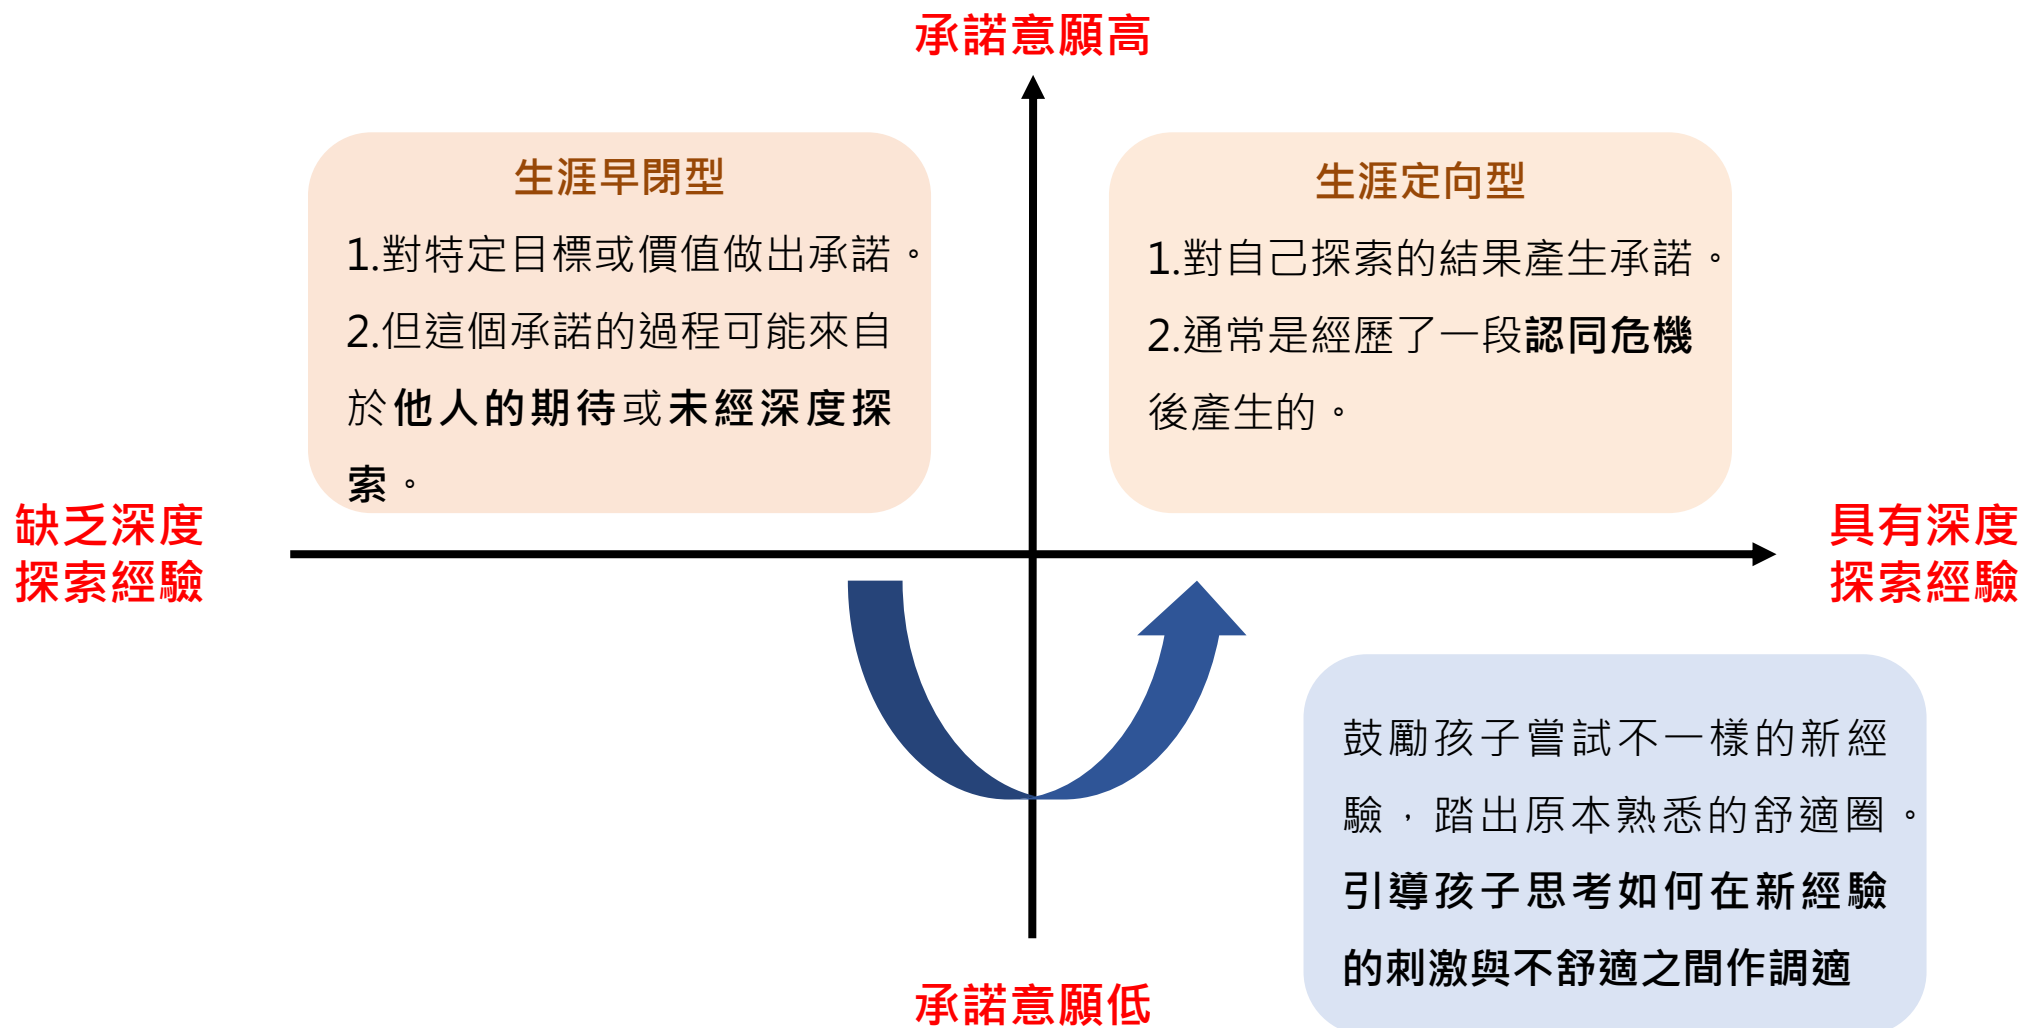 承諾意願高
生涯早閉型
1.對特定目標或價值做出承諾。
2.但這個承諾的過程可能來自
於他人的期待或未經深度探
索。
生涯定向型
1.對自己探索的結果產生承諾。
2.通常是經歷了一段認同危機
後產生的。
缺乏深度
探索經驗
具有深度
探索經驗
鼓勵孩子嘗試不一樣的新經
驗，踏出原本熟悉的舒適圈。
引導孩子思考如何在新經驗
的刺激與不舒適之間作調適
承諾意願低